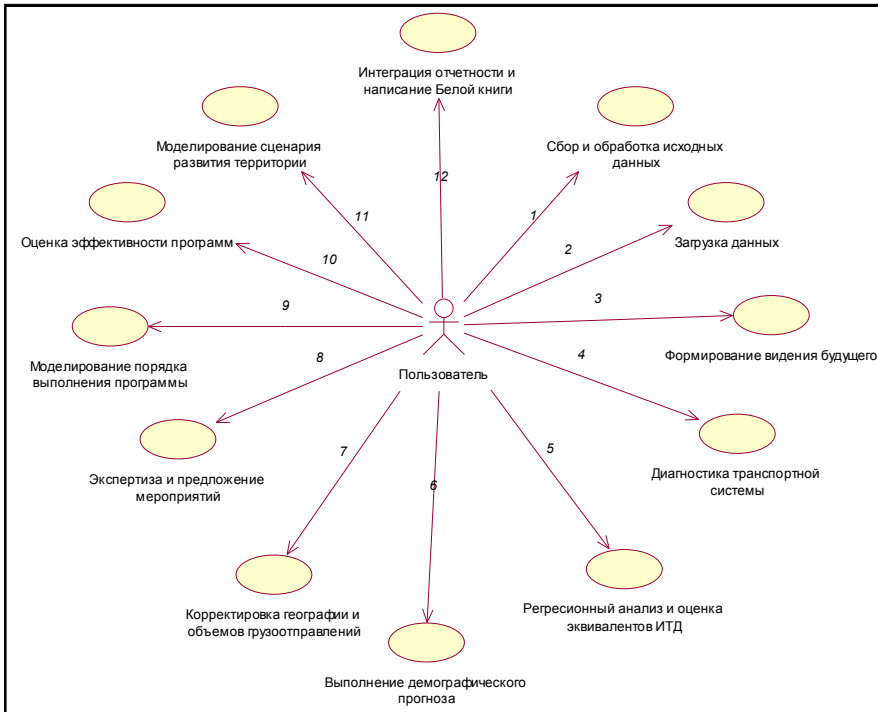 Интеграция отчетности и
написание Белой книги
Моделирование сценария
развития территории
Сбор и обработка исходных
данных
12
11
1
Оценка эффективности программ
10
2
Загрузка данных
9
3
Моделирование порядка
выполнения программы
Формирование видения будущего
8
4
Пользователь
Экспертиза и предложение
мероприятий
7
5
Диагностика транспортной
системы
6
Корректировка географии и
объемов грузоотправлений
Регресионный анализ и оценка
эквивалентов ИТД
Выполнение демографического
прогноза